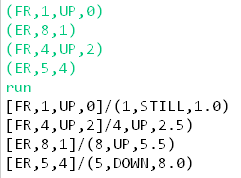 (FR,1,UP,0)
(ER,8,1)
(FR,4,UP,2)
(ER,5,4)
run
[FR,1,UP,0]/(1,STILL,1.0)
[FR,4,UP,2]/4,UP,2.5)
[ER,8,1]/(8,UP,5.5)
[ER,5,4]/(5,DOWN,8.0)